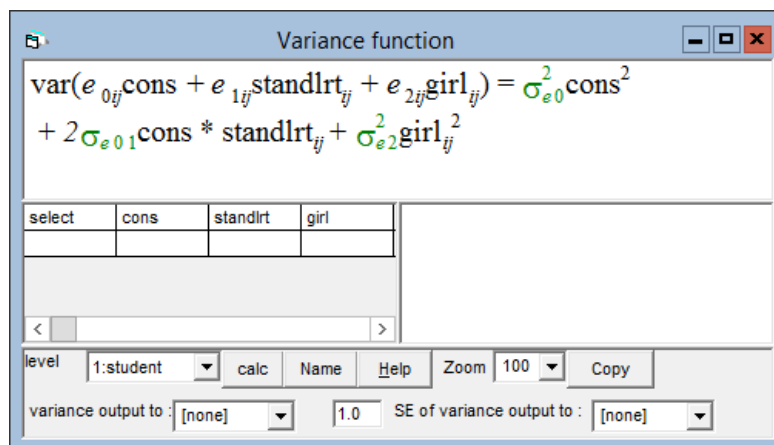 Variance function
var(e₀ᵢⱼcons + e₁ᵢⱼstandlrtᵢⱼ + e₂ᵢⱼgirlᵢⱼ) = σ²ₑ₀cons²
+ 2σₑ₀₁cons * standlrtᵢⱼ + σ²ₑ₂girlᵢⱼ²
select cons standlrt girl
level 1:student calc Name Help Zoom 100 Copy
variance output to : [none] 1.0 SE of variance output to : [none]